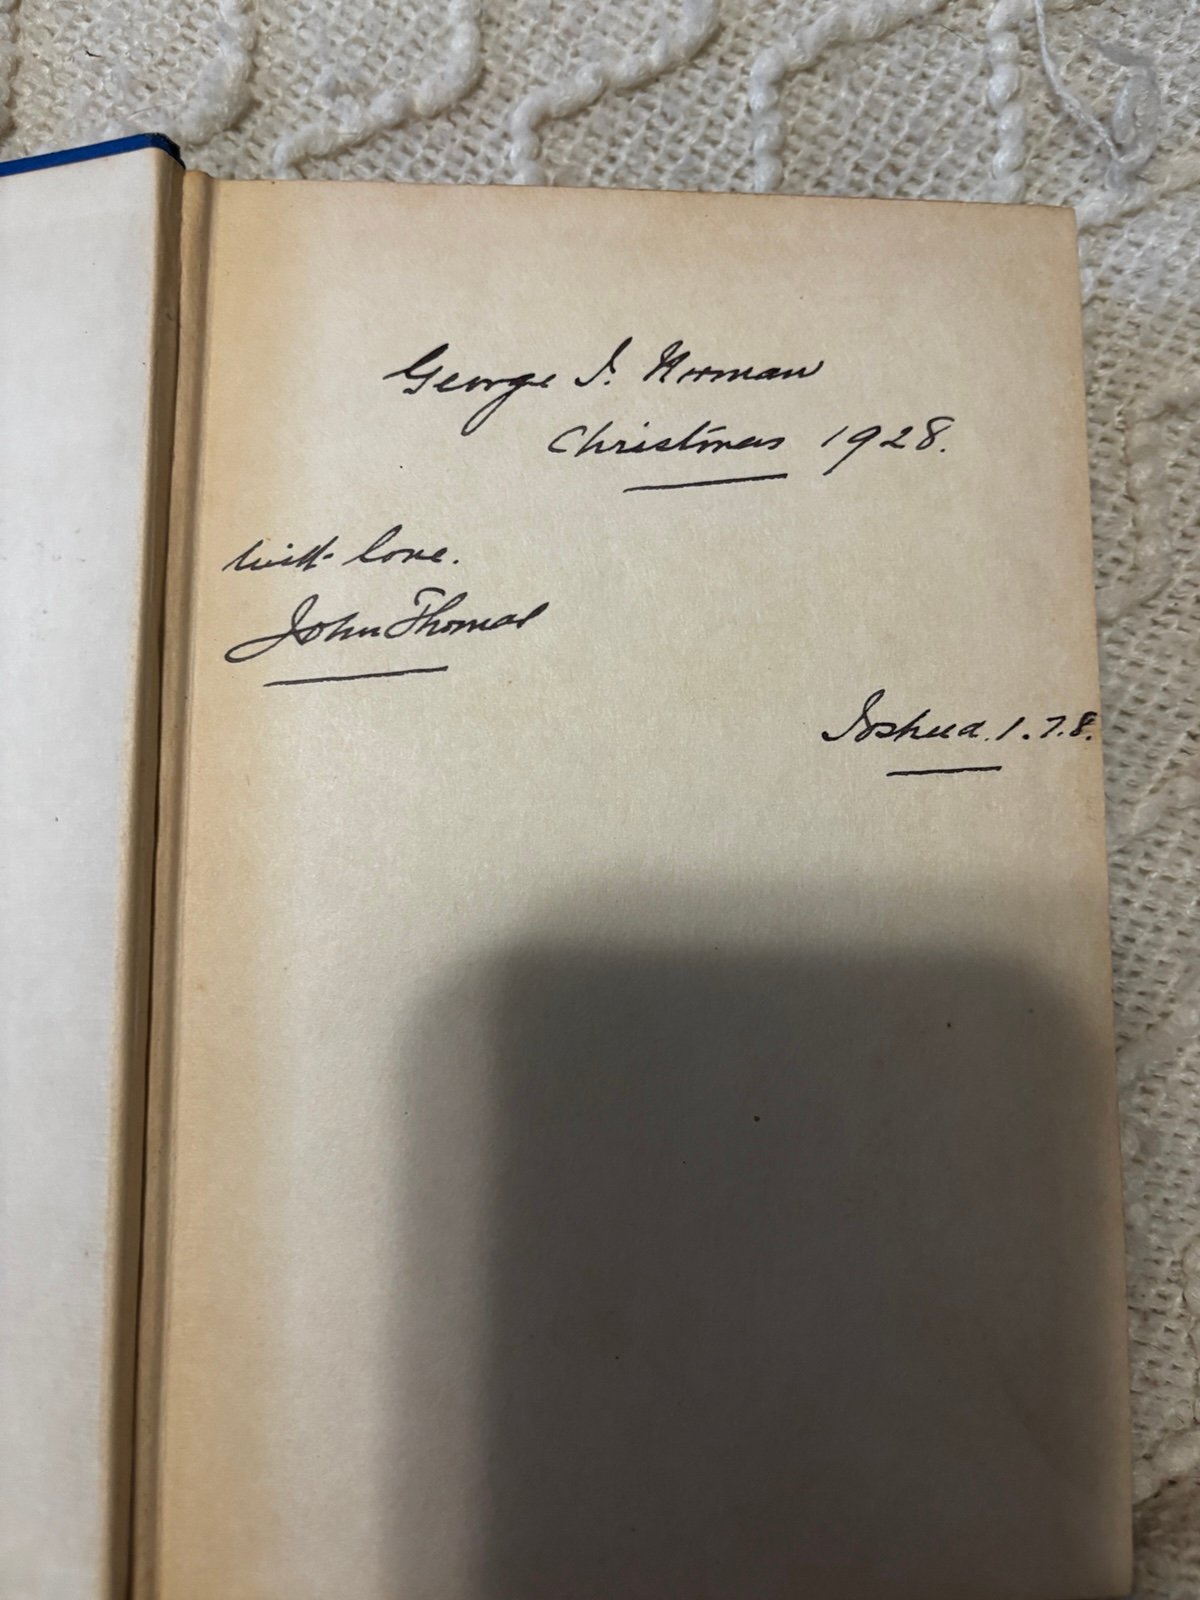 George I. Norman
Christmas 1928.
With love.
John Thomas
Joshua. 1.7.8.